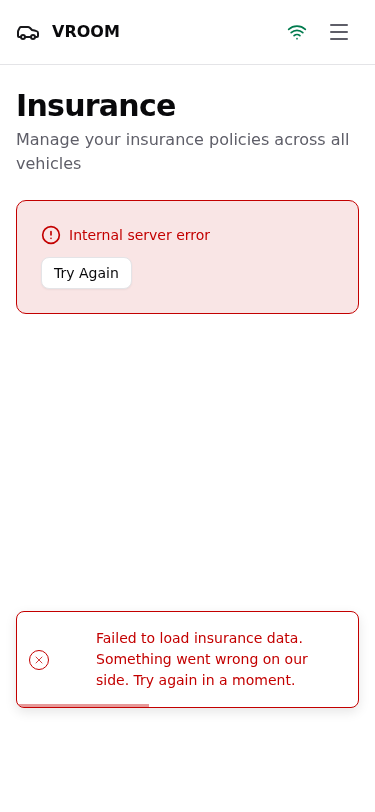 VROOM
Insurance
Manage your insurance policies across all
vehicles
Internal server error
Try Again
Failed to load insurance data.
Something went wrong on our
side. Try again in a moment.